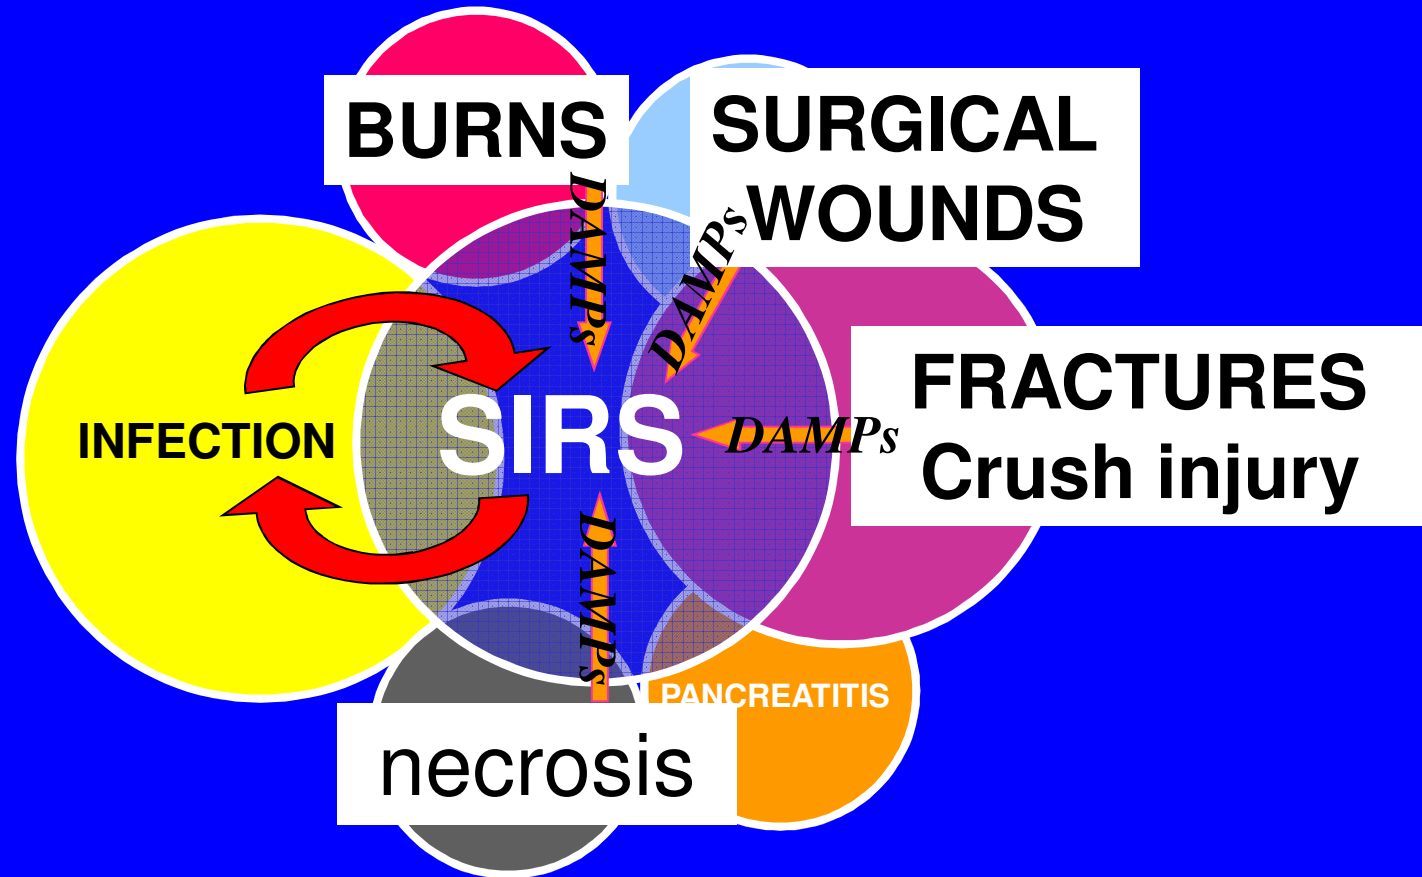 BURNS
SURGICAL
WOUNDS
DAMPs
DAMPs
FRACTURES
Crush injury
INFECTION
SIRS
DAMPs
DAMPs
PANCREATITIS
necrosis